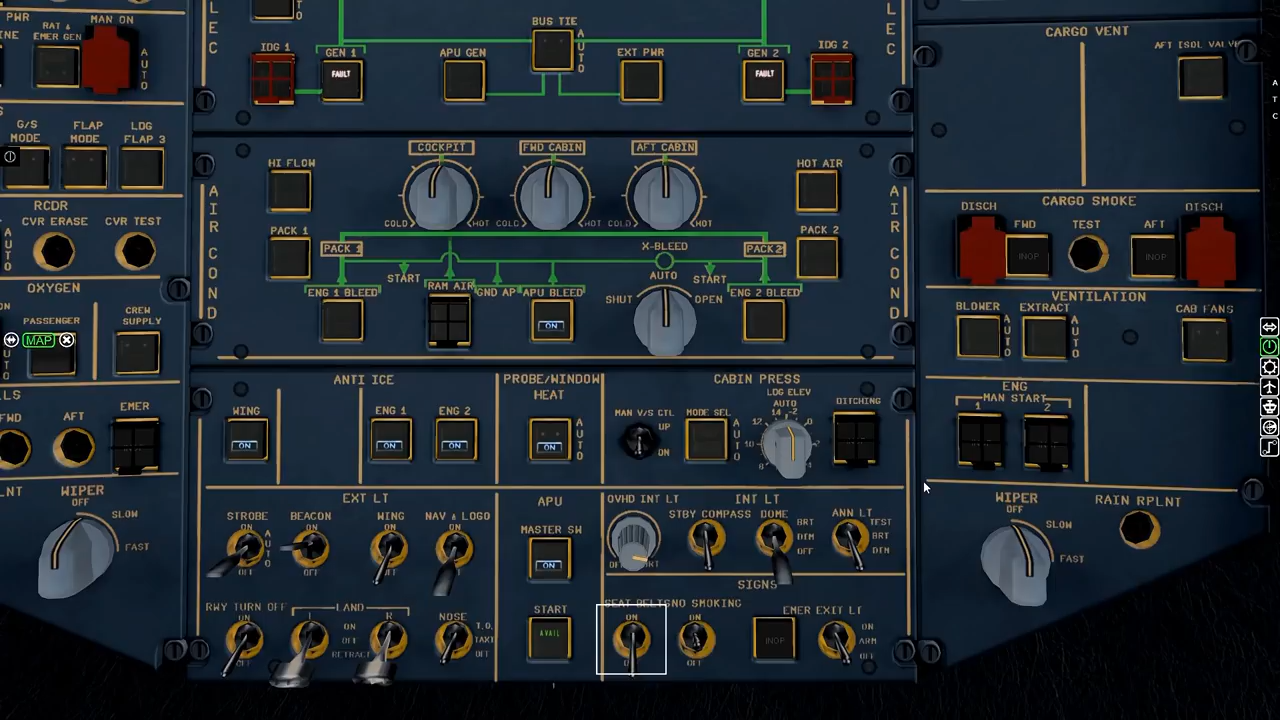 PWR
MAN ON
RAT &
EMER GEN
AUTO
ELEC
IDG 1
GEN 1
FAULT
APU GEN
BUS TIE
AUTO
EXT PWR
GEN 2
FAULT
IDG 2
ELEC
CARGO VENT
AFT ISOL VALV
ATC
G/S
MODE
FLAP
MODE
LDG
FLAP 3
HI FLOW
COCKPIT
FWD CABIN
AFT CABIN
HOT AIR
COLD
HOT
COLD
HOT
COLD
HOT
AIR COND
AIR COND
RCDR
CVR ERASE
CVR TEST
AUTO
PACK 1
PACK 1
X-BLEED
PACK 2
PACK 2
START
AUTO
START
RAM AIR
ENG 1 BLEED
GND AP
APU BLEED
SHUT
OPEN
ENG 2 BLEED
ON
CARGO SMOKE
DISCH
FWD
TEST
AFT
DISCH
INOP
INOP
OXYGEN
PASSENGER
CREW
SUPPLY
MAP
VENTILATION
BLOWER
AUTO
EXTRACT
AUTO
CAB FANS
ANTI ICE
PROBE/WINDOW
HEAT
CABIN PRESS
WING
ON
ENG 1
ON
ENG 2
ON
ON
AUTO
MAN V/S CTL
UP
DN
MODE SEL
AUTO
LDG ELEV
AUTO
14
-2
12
10
DITCHING
ENG
MAN START
1
2
FWD
AFT
EMER
WIPER
OFF
SLOW
FAST
EXT LT
STROBE
ON
AUTO
OFF
BEACON
ON
OFF
WING
ON
OFF
NAV & LOGO
ON
OFF
APU
MASTER SW
ON
OVHD INT LT
INT LT
STBY COMPASS
DOME
BRT
DIM
OFF
ANN LT
TEST
BRT
DIM
WIPER
OFF
SLOW
FAST
RAIN RPLNT
RWY TURN OFF
ON
OFF
LAND
L
R
ON
OFF
RETRACT
NOSE
T.O.
TAXI
OFF
START
AVAIL
SIGNS
SEAT BELTS
ON
NO SMOKING
ON
OFF
INOP
EMER EXIT LT
ON
ARM
OFF